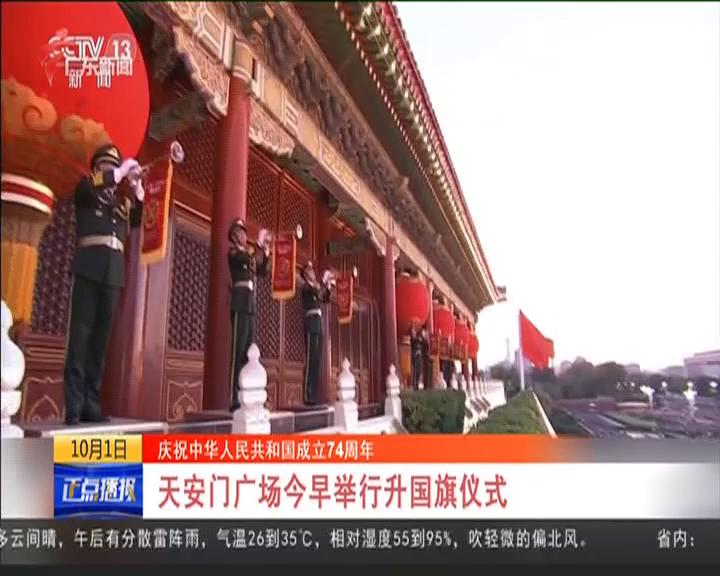 CCTV 13
广东新闻
新闻
10月1日
庆祝中华人民共和国成立74周年
正点播报
天安门广场今早举行升国旗仪式
多云间晴，午后有分散雷阵雨，气温26到35℃，相对湿度55到95%，吹轻微的偏北风。 省内：